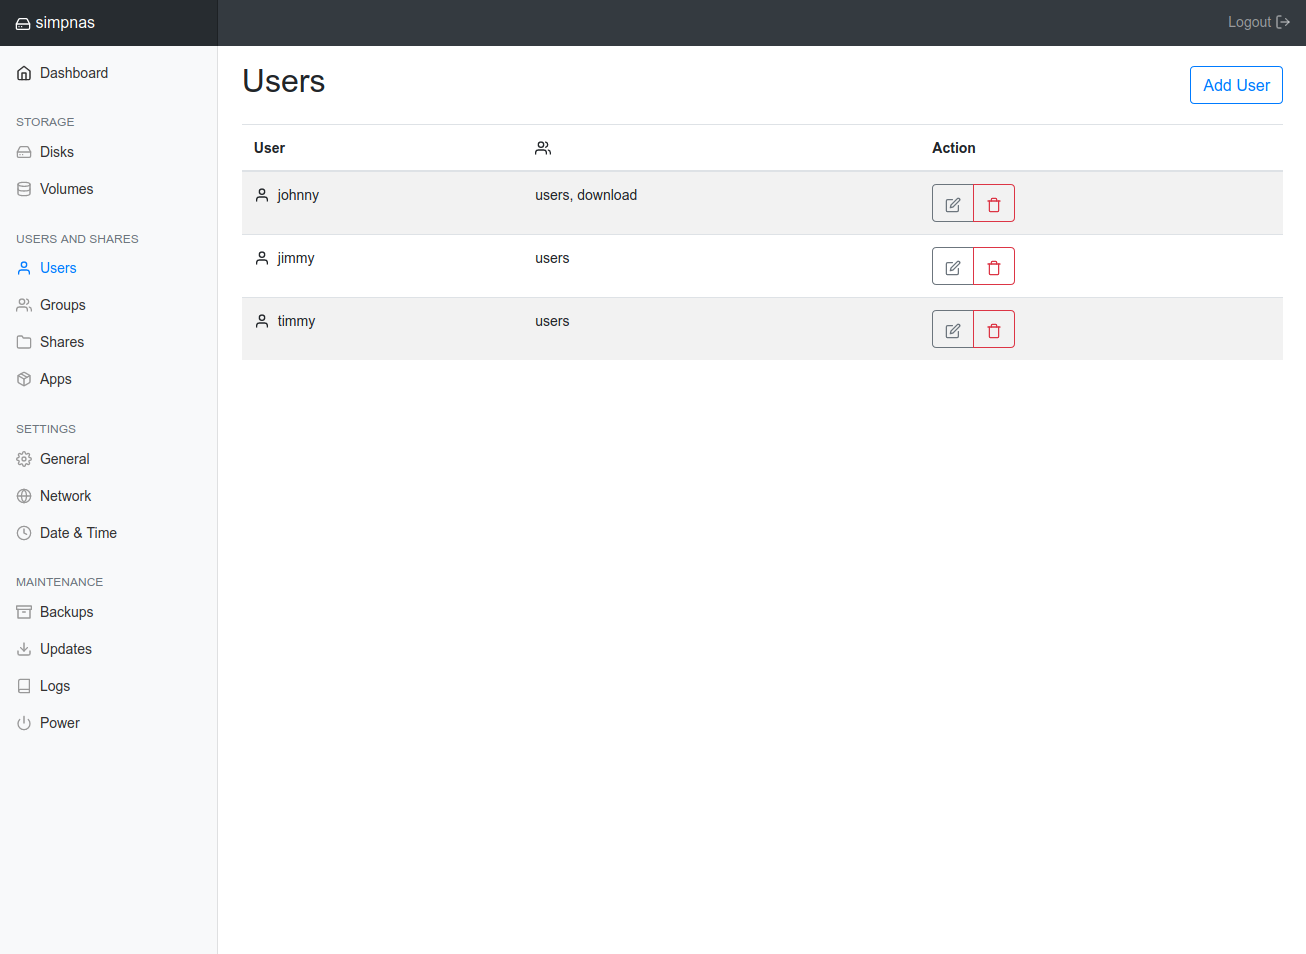 simpnas
Logout
Dashboard
STORAGE
Disks
Volumes
USERS AND SHARES
Users
Groups
Shares
Apps
SETTINGS
General
Network
Date & Time
MAINTENANCE
Backups
Updates
Logs
Power
Users
Add User
User Action
johnny users, download
jimmy users
timmy users